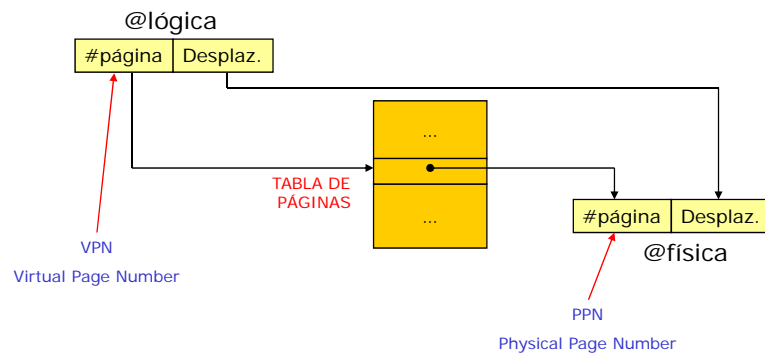 @lógica
#página Desplaz.
...
TABLA DE
PÁGINAS
...
#página Desplaz.
@física
VPN
Virtual Page Number
PPN
Physical Page Number